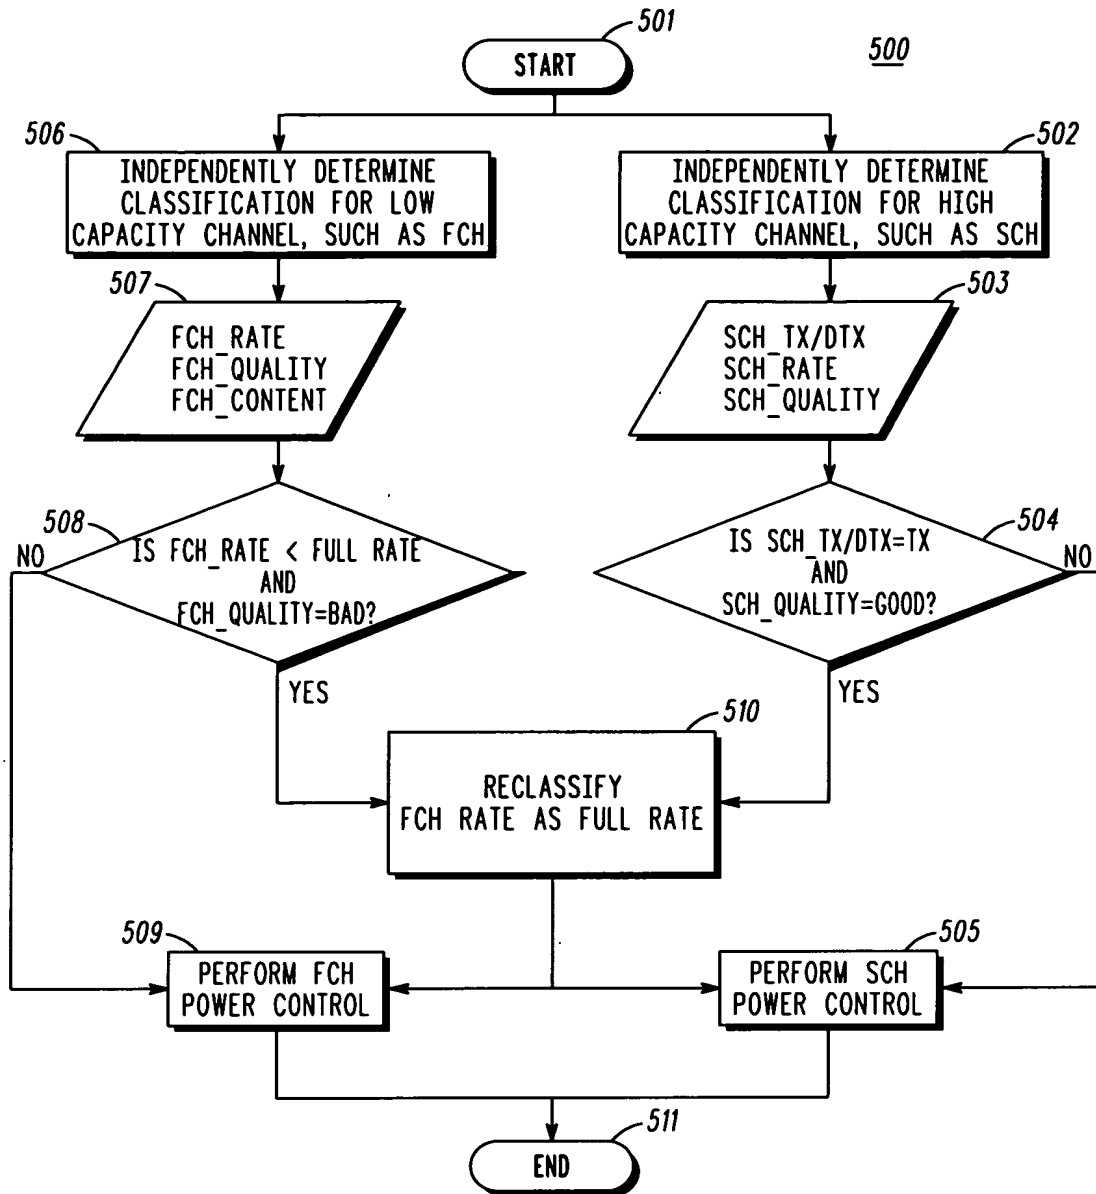 501
START
500
506
INDEPENDENTLY DETERMINE
CLASSIFICATION FOR LOW
CAPACITY CHANNEL, SUCH AS FCH
502
INDEPENDENTLY DETERMINE
CLASSIFICATION FOR HIGH
CAPACITY CHANNEL, SUCH AS SCH
507
FCH_RATE
FCH_QUALITY
FCH_CONTENT
503
SCH_TX/DTX
SCH_RATE
SCH_QUALITY
508
NO
IS FCH_RATE < FULL RATE
AND
FCH_QUALITY=BAD?
YES
504
IS SCH_TX/DTX=TX
AND
SCH_QUALITY=GOOD?
NO
YES
510
RECLASSIFY
FCH RATE AS FULL RATE
509
PERFORM FCH
POWER CONTROL
505
PERFORM SCH
POWER CONTROL
511
END